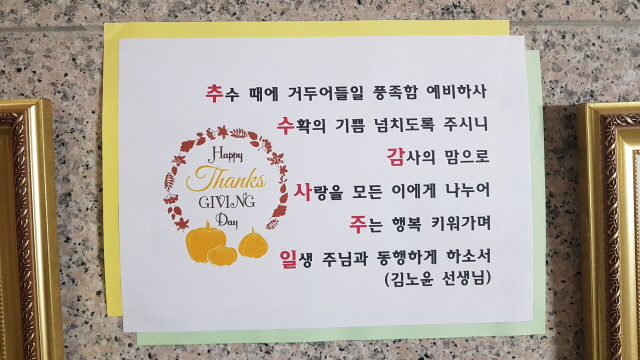 추수 때에 거두어들일 풍족함 예비하사
수확의 기쁨 넘치도록 주시니
감사의 맘으로
사랑을 모든 이에게 나누어
주는 행복 키워가며
일생 주님과 동행하게 하소서
(김노윤 선생님)
Happy
Thanks
GIVING
Day